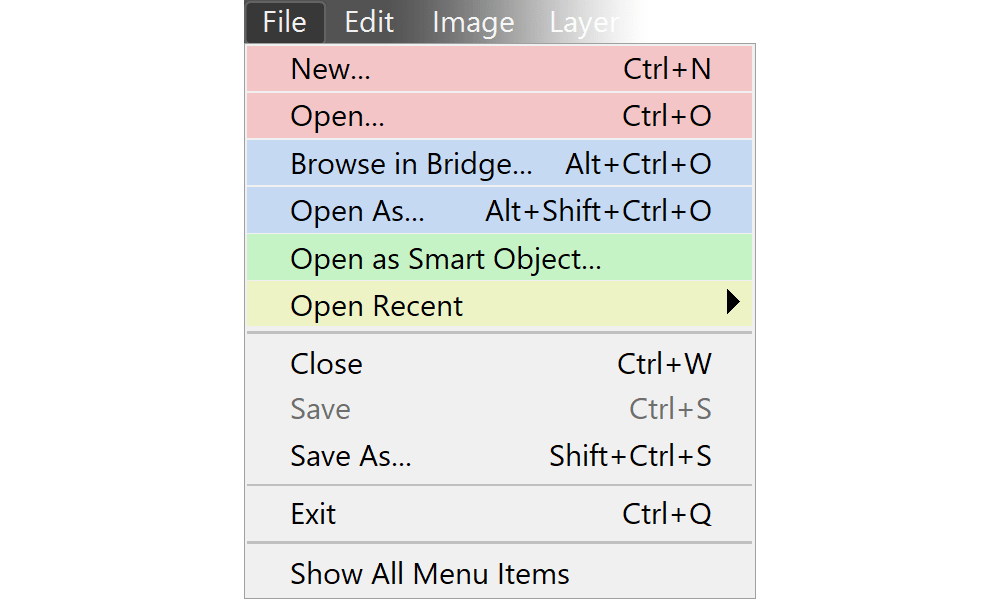 File Edit Image Layer
New... Ctrl+N
Open... Ctrl+O
Browse in Bridge... Alt+Ctrl+O
Open As... Alt+Shift+Ctrl+O
Open as Smart Object...
Open Recent
Close Ctrl+W
Save Ctrl+S
Save As... Shift+Ctrl+S
Exit Ctrl+Q
Show All Menu Items